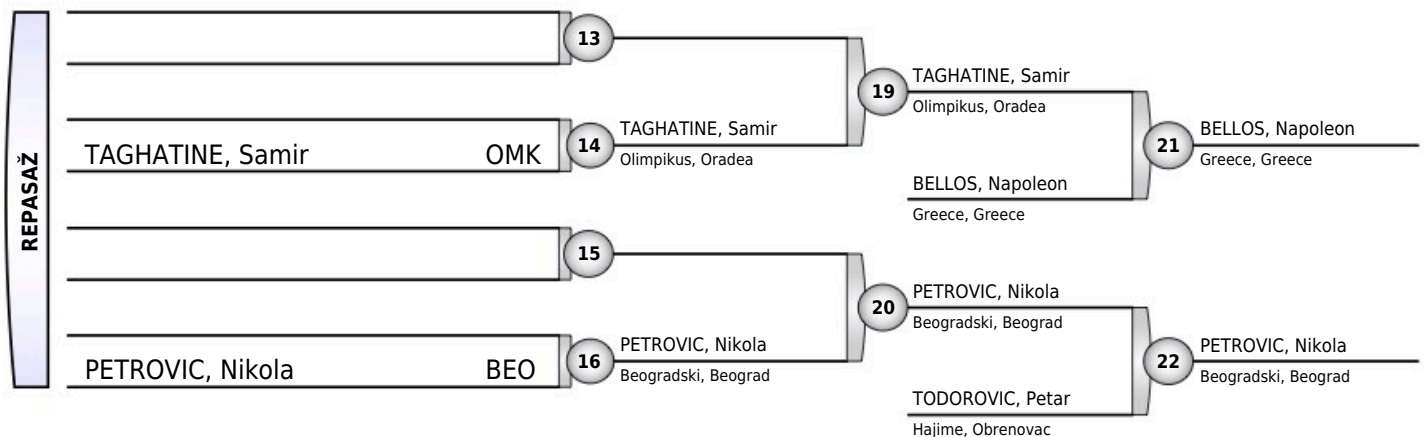 REPASAŽ
13
19
TAGHATINE, Samir
Olimpikus, Oradea
TAGHATINE, Samir OMK
14
TAGHATINE, Samir
Olimpikus, Oradea
21
BELLOS, Napoleon
Greece, Greece
BELLOS, Napoleon
Greece, Greece
15
20
PETROVIC, Nikola
Beogradski, Beograd
PETROVIC, Nikola BEO
16
PETROVIC, Nikola
Beogradski, Beograd
22
PETROVIC, Nikola
Beogradski, Beograd
TODOROVIC, Petar
Hajime, Obrenovac